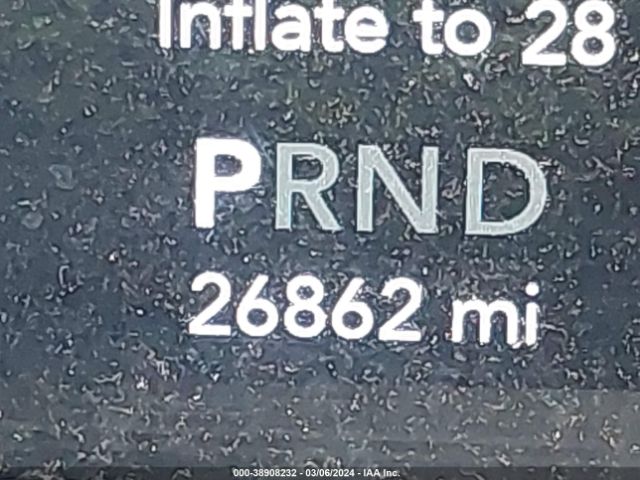 Inflate to 28
PRND
26862 mi
000-38908232 - 03/06/2024 - IAA Inc.